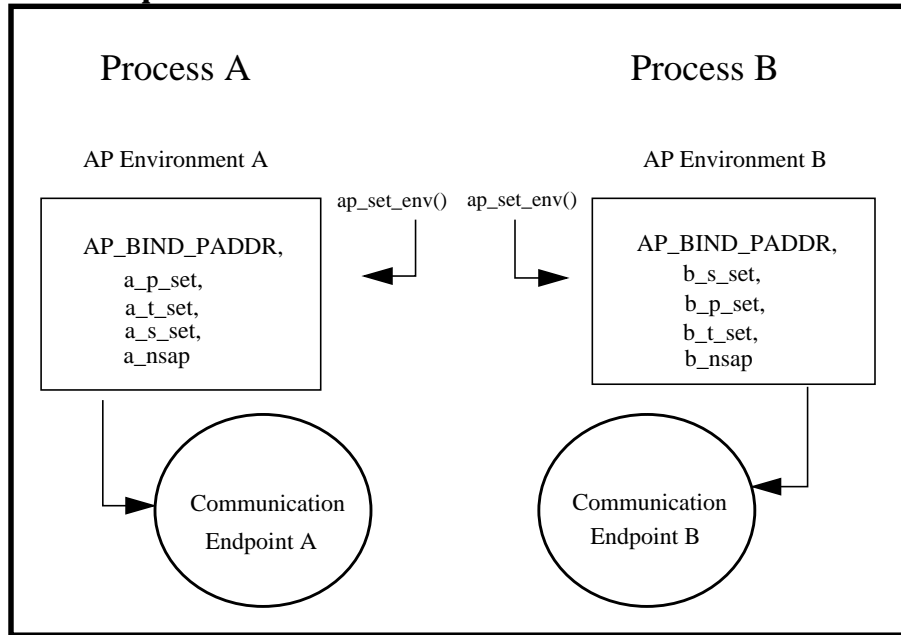 Process A
Process B
AP Environment A
AP Environment B
ap_set_env()
ap_set_env()
AP_BIND_PADDR,
a_p_set,
a_t_set,
a_s_set,
a_nsap
AP_BIND_PADDR,
b_s_set,
b_p_set,
b_t_set,
b_nsap
Communication
Endpoint A
Communication
Endpoint B